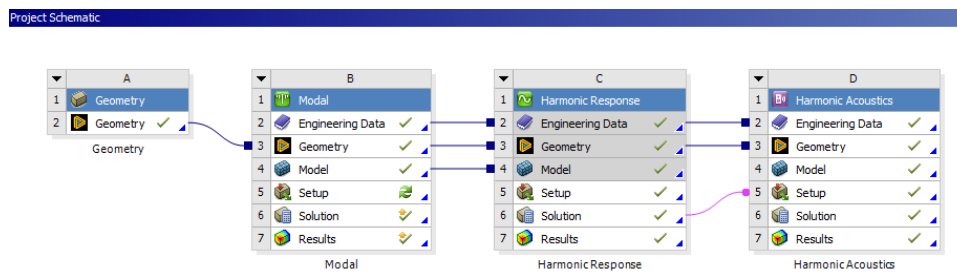 Project Schematic
A
1 Geometry
2 Geometry
Geometry
B
1 Modal
2 Engineering Data
3 Geometry
4 Model
5 Setup
6 Solution
7 Results
Modal
C
1 Harmonic Response
2 Engineering Data
3 Geometry
4 Model
5 Setup
6 Solution
7 Results
Harmonic Response
D
1 Harmonic Acoustics
2 Engineering Data
3 Geometry
4 Model
5 Setup
6 Solution
7 Results
Harmonic Acoustics